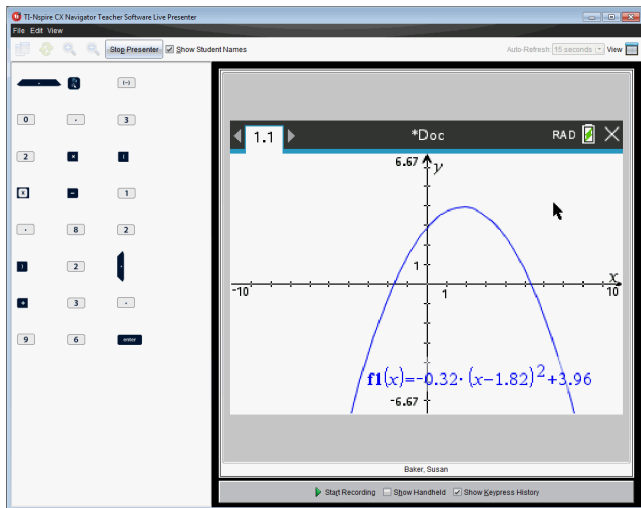 TI-Nspire CX Navigator Teacher Software Live Presenter
File Edit View
Stop Presenter Show Student Names Auto-Refresh: 15 seconds View
(-)
0 . 3
2 × (
x − 1
. 8 2
) 2
+ 3 .
9 6 enter
1.1 *Doc RAD
6.67 y
1
-10 1 10 x
f1(x)=-0.32·(x-1.82)²+3.96
-6.67
Baker, Susan
Start Recording Show Handheld Show Keypress History